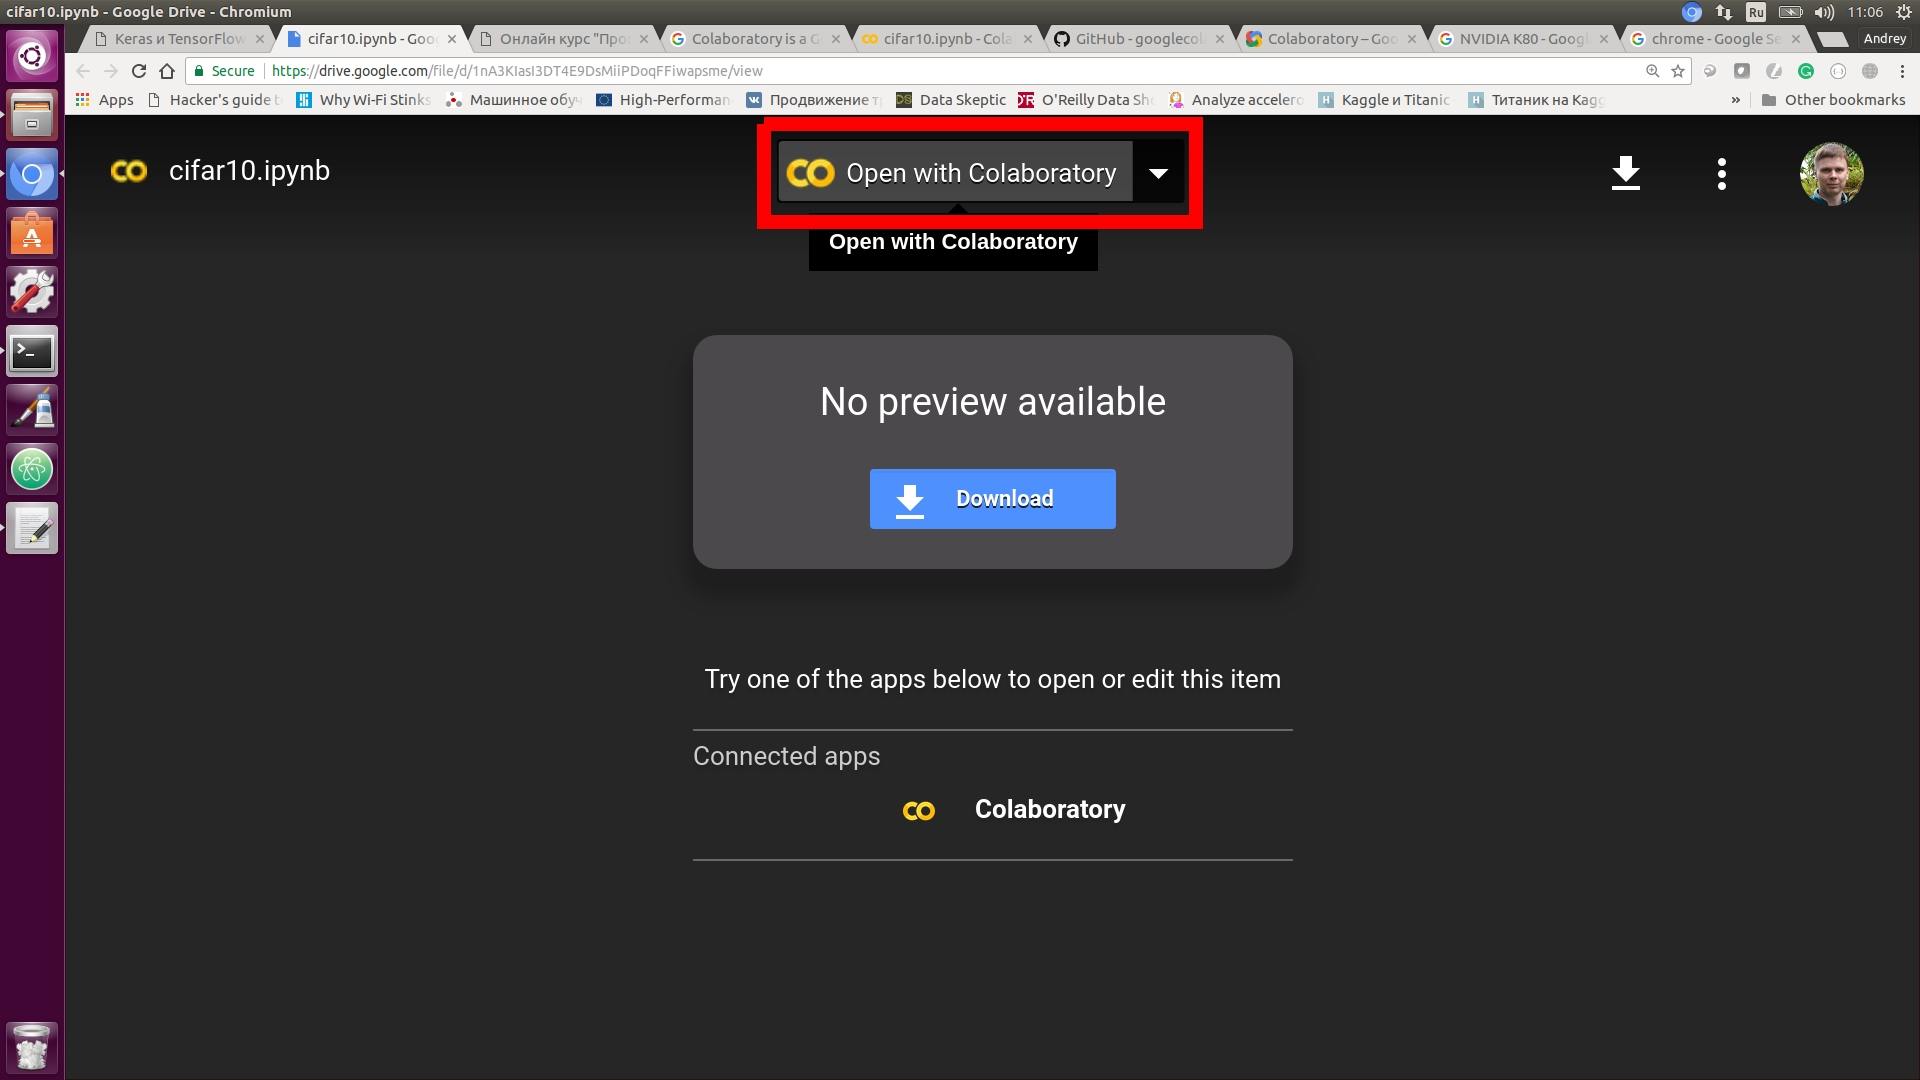 cifar10.ipynb - Google Drive - Chromium
Ru
11:06
Keras и TensorFlow
cifar10.ipynb - Goo
Онлайн курс "Про
Colaboratory is a G
cifar10.ipynb - Cola
GitHub - googlecol
Colaboratory – Goo
NVIDIA K80 - Googl
chrome - Google Se
Andrey
Secure
https://drive.google.com/file/d/1nA3KIasI3DT4E9DsMiiPDoqFFiwapsme/view
Apps
Hacker's guide t
Why Wi-Fi Stinks
Машинное обуч
High-Performan
Продвижение т
Data Skeptic
O'Reilly Data Sh
Analyze accelero
Kaggle и Titanic
Титаник на Kagg
»
Other bookmarks
cifar10.ipynb
Open with Colaboratory
Open with Colaboratory
No preview available
Download
Try one of the apps below to open or edit this item
Connected apps
Colaboratory